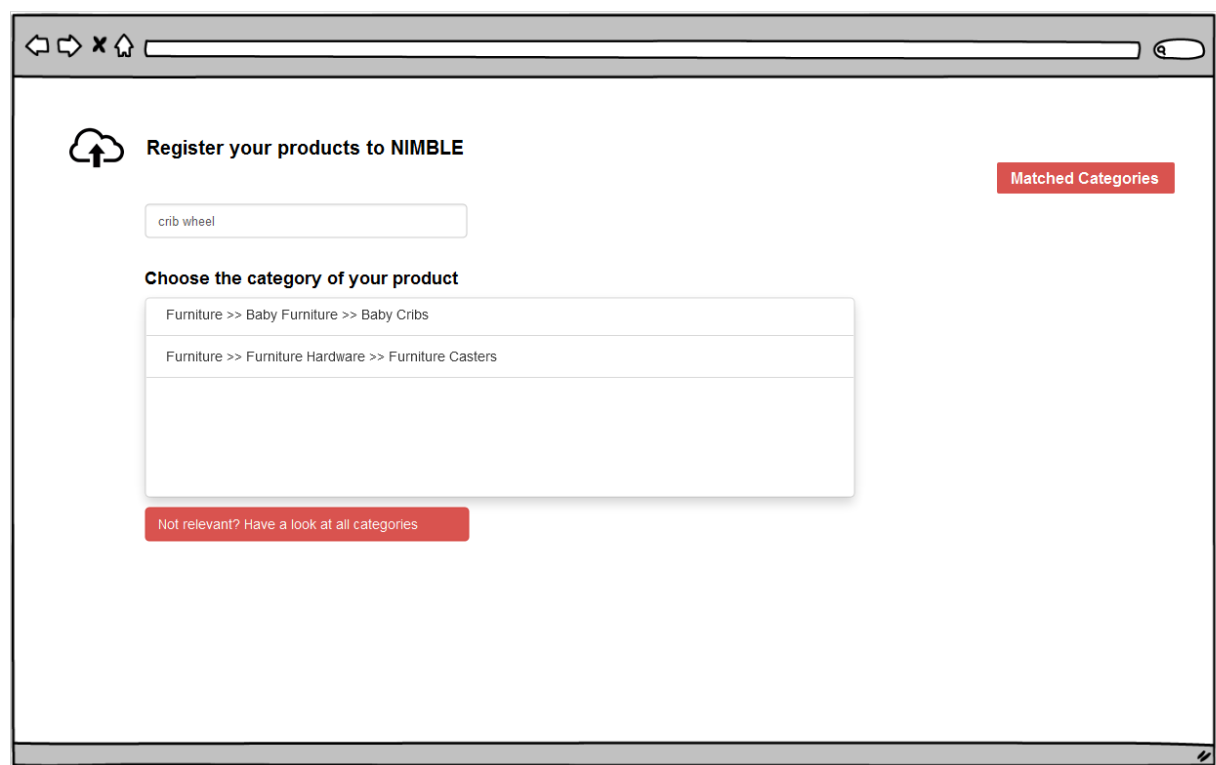 Register your products to NIMBLE
Matched Categories
crib wheel
Choose the category of your product
Furniture >> Baby Furniture >> Baby Cribs
Furniture >> Furniture Hardware >> Furniture Casters
Not relevant? Have a look at all categories